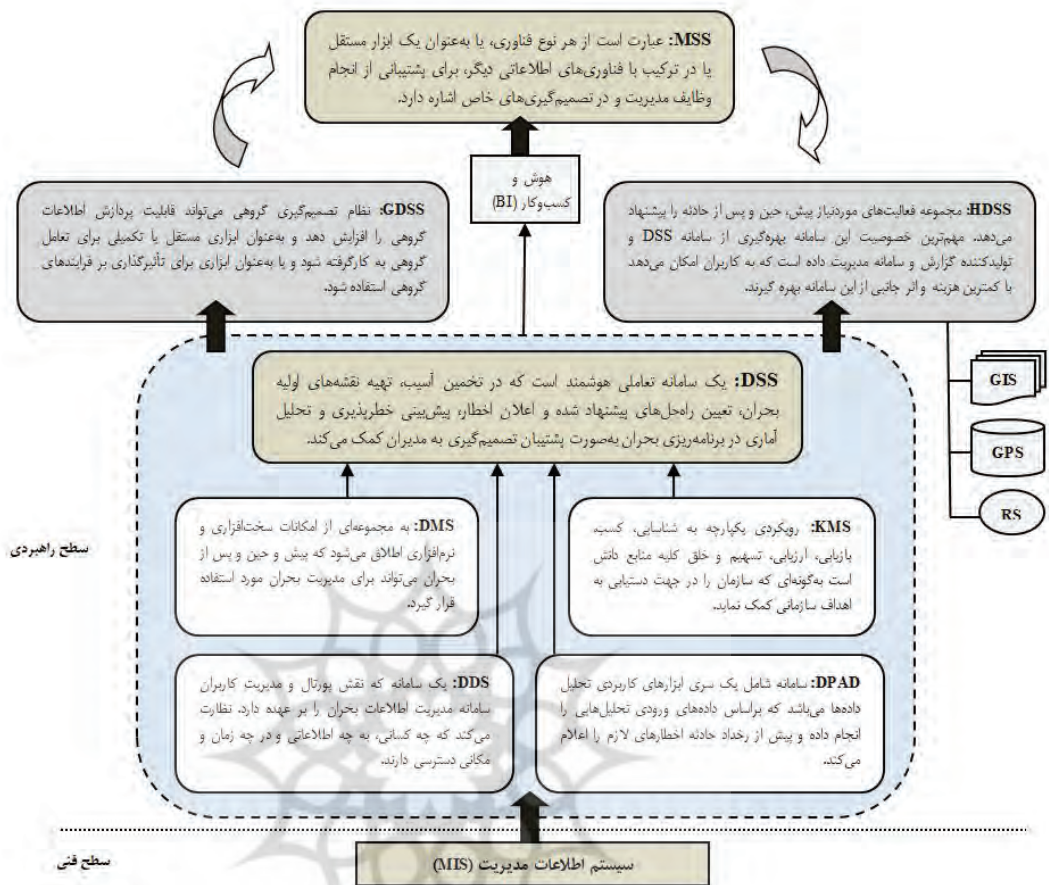 MSS: عبارت است از هر نوع فناوری، یا به‌عنوان یک ابزار مستقل
یا در ترکیب با فناوری‌های اطلاعاتی دیگر، برای پشتیبانی از انجام
وظایف مدیریت و در تصمیم‌گیری‌های خاص اشاره دارد.
هوش و
کسب‌وکار (BI)
HDSS: مجموعه فعالیت‌های موردنیاز پیش، حین و پس از حادثه را پیشنهاد
می‌دهد. مهم‌ترین خصوصیت این سامانه بهره‌گیری از سامانه DSS و
تولیدکننده گزارش و سامانه مدیریت داده است که به کاربران امکان می‌دهد
با کمترین هزینه و اثر جانبی از این سامانه بهره گیرند.
GDSS: نظام تصمیم‌گیری گروهی می‌تواند قابلیت پردازش اطلاعات
گروهی را افزایش دهد و به‌عنوان ابزاری مستقل یا تکمیلی برای تعامل
گروهی به کارگرفته شود و یا به‌عنوان ابزاری برای تأثیرگذاری بر فرایندهای
گروهی استفاده شود.
GIS
GPS
RS
DSS: یک سامانه تعاملی هوشمند است که در تخمین آسیب، تهیه نقشه‌های اولیه
بحران، تعیین راه‌حل‌های پیشنهاد شده و اعلان اخطار، پیش‌بینی خطرپذیری و تحلیل
آماری در برنامه‌ریزی بحران به‌صورت پشتیبان تصمیم‌گیری به مدیران کمک می‌کند.
KMS: رویکردی یکپارچه به شناسایی، کسب،
بازیابی، ارزیابی، تسهیم و خلق کلیه منابع دانش
است به‌گونه‌ای که سازمان را در جهت دستیابی به
اهداف سازمانی کمک نماید.
DMS: به مجموعه‌ای از امکانات سخت‌افزاری و
نرم‌افزاری اطلاق می‌شود که پیش و حین و پس از
بحران می‌تواند برای مدیریت بحران مورد استفاده
قرار گیرد.
سطح راهبردی
DPAD: سامانه شامل یک سری ابزارهای کاربردی تحلیل
داده‌ها می‌باشد که براساس داده‌های ورودی تحلیل‌هایی را
انجام داده و پیش از رخداد حادثه اخطارهای لازم را اعلام
می‌کند.
DDS: یک سامانه که نقش پورتال و مدیریت کاربران
سامانه مدیریت اطلاعات بحران را بر عهده دارد. نظارت
می‌کند که چه کسانی، به چه اطلاعاتی و در چه زمان و
مکانی دسترسی دارند.
سیستم اطلاعات مدیریت (MIS)
سطح فنی